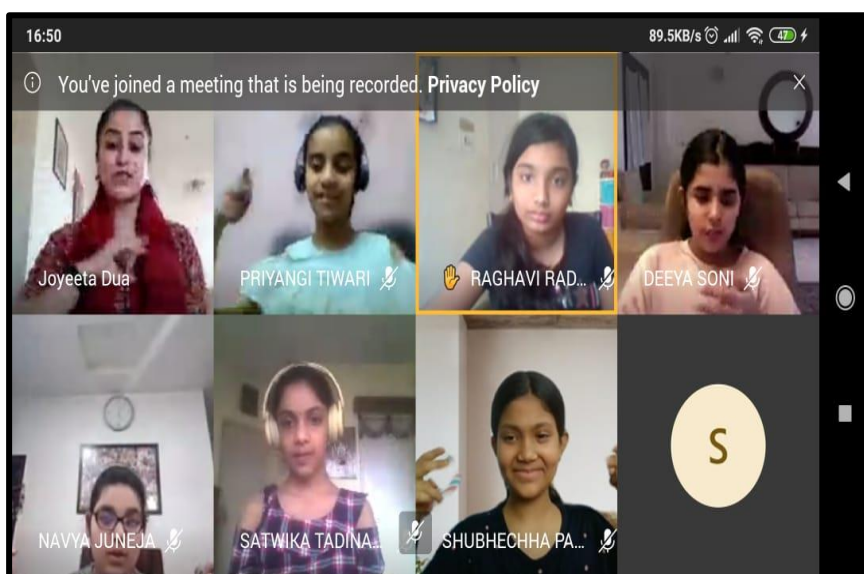 16:50 89.5KB/s 47
You've joined a meeting that is being recorded. Privacy Policy
Joyeeta Dua PRIYANGI TIWARI RAGHAVI RAD... DEEYA SONI
S
NAVYA JUNEJA SATWIKA TADINA... SHUBHECHHA PA...